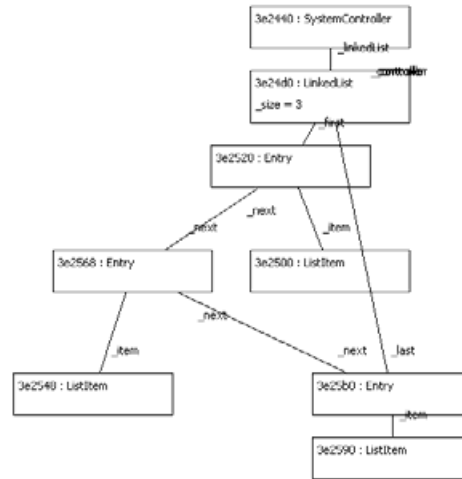 3e2440 : SystemController
_linkedList
3e24d0 : LinkedList
_controller
_size = 3
_first
3e2520 : Entry
_next
_next
_item
3e2568 : Entry
3e2500 : ListItem
_next
_item
_next
_last
3e2548 : ListItem
3e25b0 : Entry
_item
3e2590 : ListItem